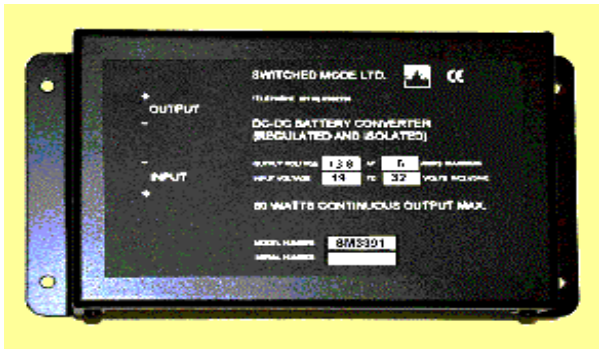 SWITCHED MODE LTD. CE
+
OUTPUT
-
DC-DC BATTERY CONVERTER
(REGULATED AND ISOLATED)
OUTPUT VOLTAGE 13.8 AT 5 AMPS MAXIMUM
-
INPUT VOLTAGE 19 TO 32 VOLTS INCLUSIVE
INPUT
+
60 WATTS CONTINUOUS OUTPUT MAX.
MODEL NUMBER SM3391
SERIAL NUMBER